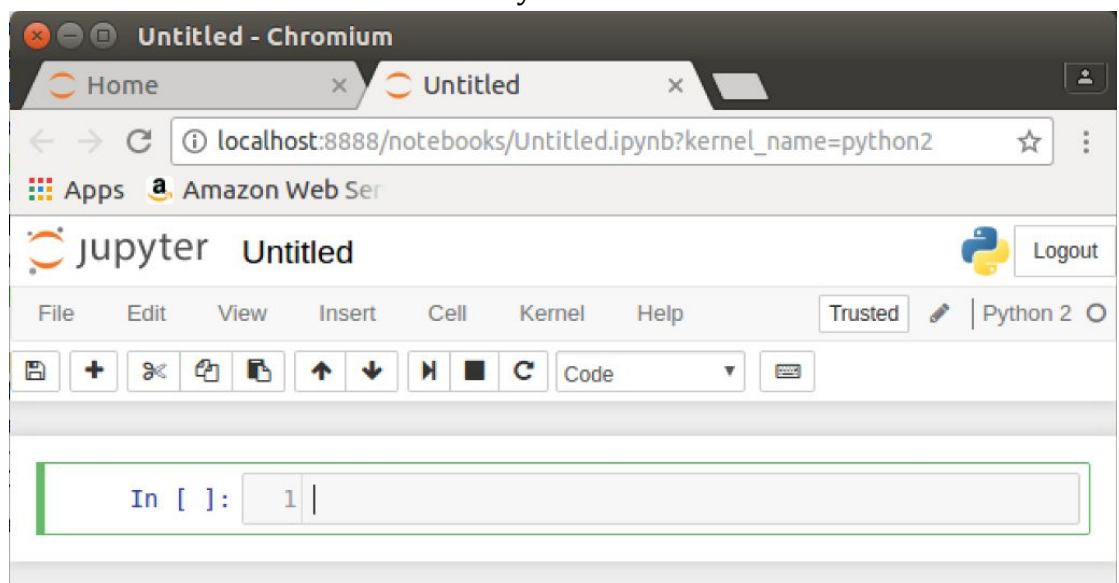 Untitled - Chromium
Home Untitled
localhost:8888/notebooks/Untitled.ipynb?kernel_name=python2
Apps Amazon Web Ser
jupyter Untitled Logout
File Edit View Insert Cell Kernel Help Trusted Python 2
Code
In [ ]: 1